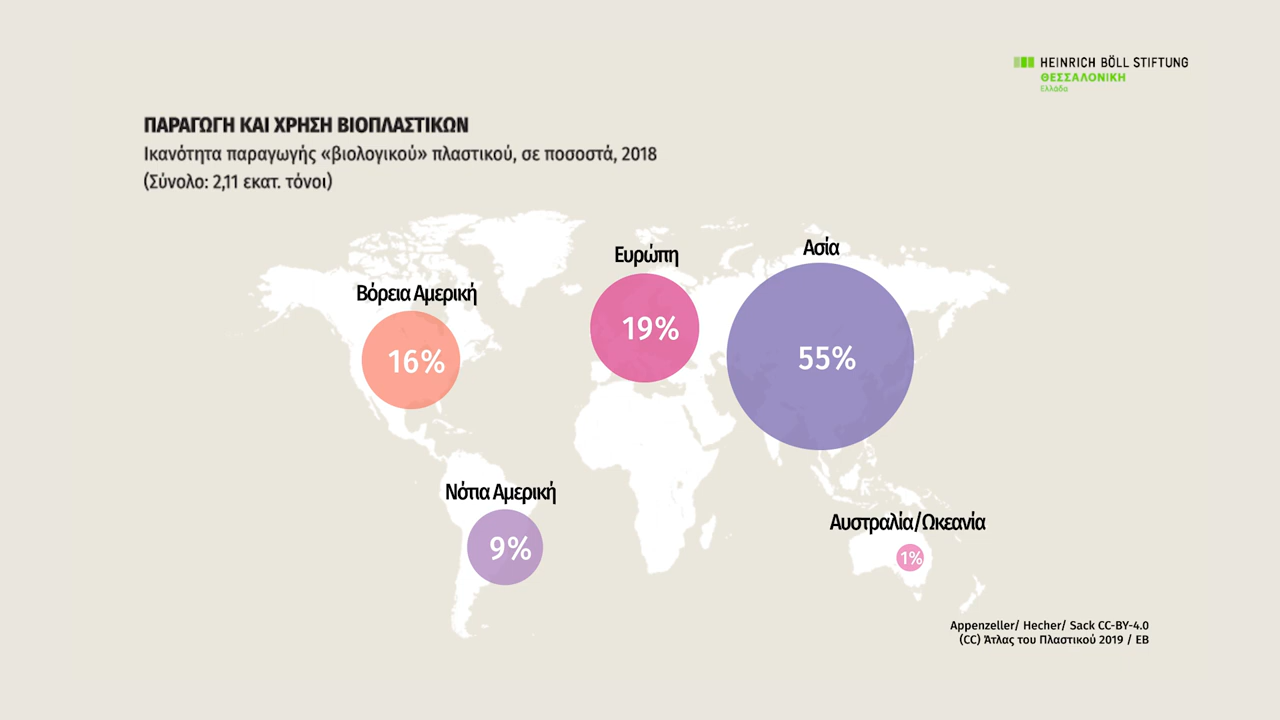 HEINRICH BÖLL STIFTUNG
ΘΕΣΣΑΛΟΝΙΚΗ
Ελλάδα
ΠΑΡΑΓΩΓΗ ΚΑΙ ΧΡΗΣΗ ΒΙΟΠΛΑΣΤΙΚΩΝ
Ικανότητα παραγωγής «βιολογικού» πλαστικού, σε ποσοστά, 2018
(Σύνολο: 2,11 εκατ. τόνοι)
Ασία
55%
Ευρώπη
19%
Βόρεια Αμερική
16%
Νότια Αμερική
9%
Αυστραλία/Ωκεανία
1%
Appenzeller/ Hecher/ Sack CC-BY-4.0
(CC) Άτλας του Πλαστικού 2019 / EB